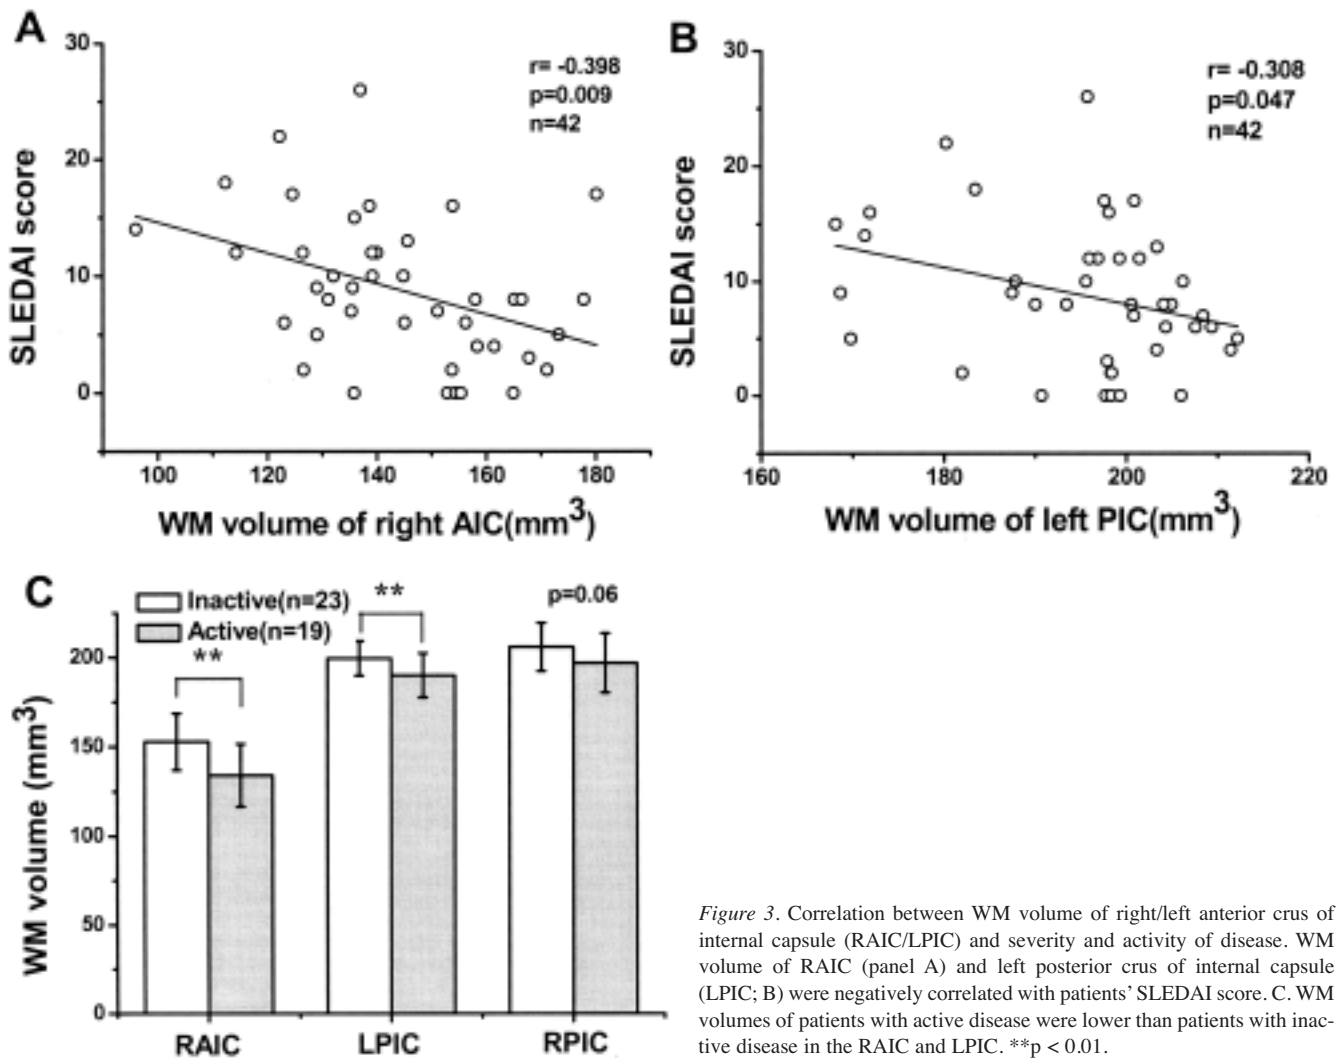 A
30
20
10
0
SLEDAI score
r= -0.398
p=0.009
n=42
100 120 140 160 180
WM volume of right AIC(mm³)
B
30
20
10
0
SLEDAI score
r= -0.308
p=0.047
n=42
160 180 200 220
WM volume of left PIC(mm³)
C
Inactive(n=23)
Active(n=19)
**
**
p=0.06
200
150
100
50
0
WM volume (mm³)
RAIC LPIC RPIC
Figure 3. Correlation between WM volume of right/left anterior crus of
internal capsule (RAIC/LPIC) and severity and activity of disease. WM
volume of RAIC (panel A) and left posterior crus of internal capsule
(LPIC; B) were negatively correlated with patients’ SLEDAI score. C. WM
volumes of patients with active disease were lower than patients with inac-
tive disease in the RAIC and LPIC. **p < 0.01.